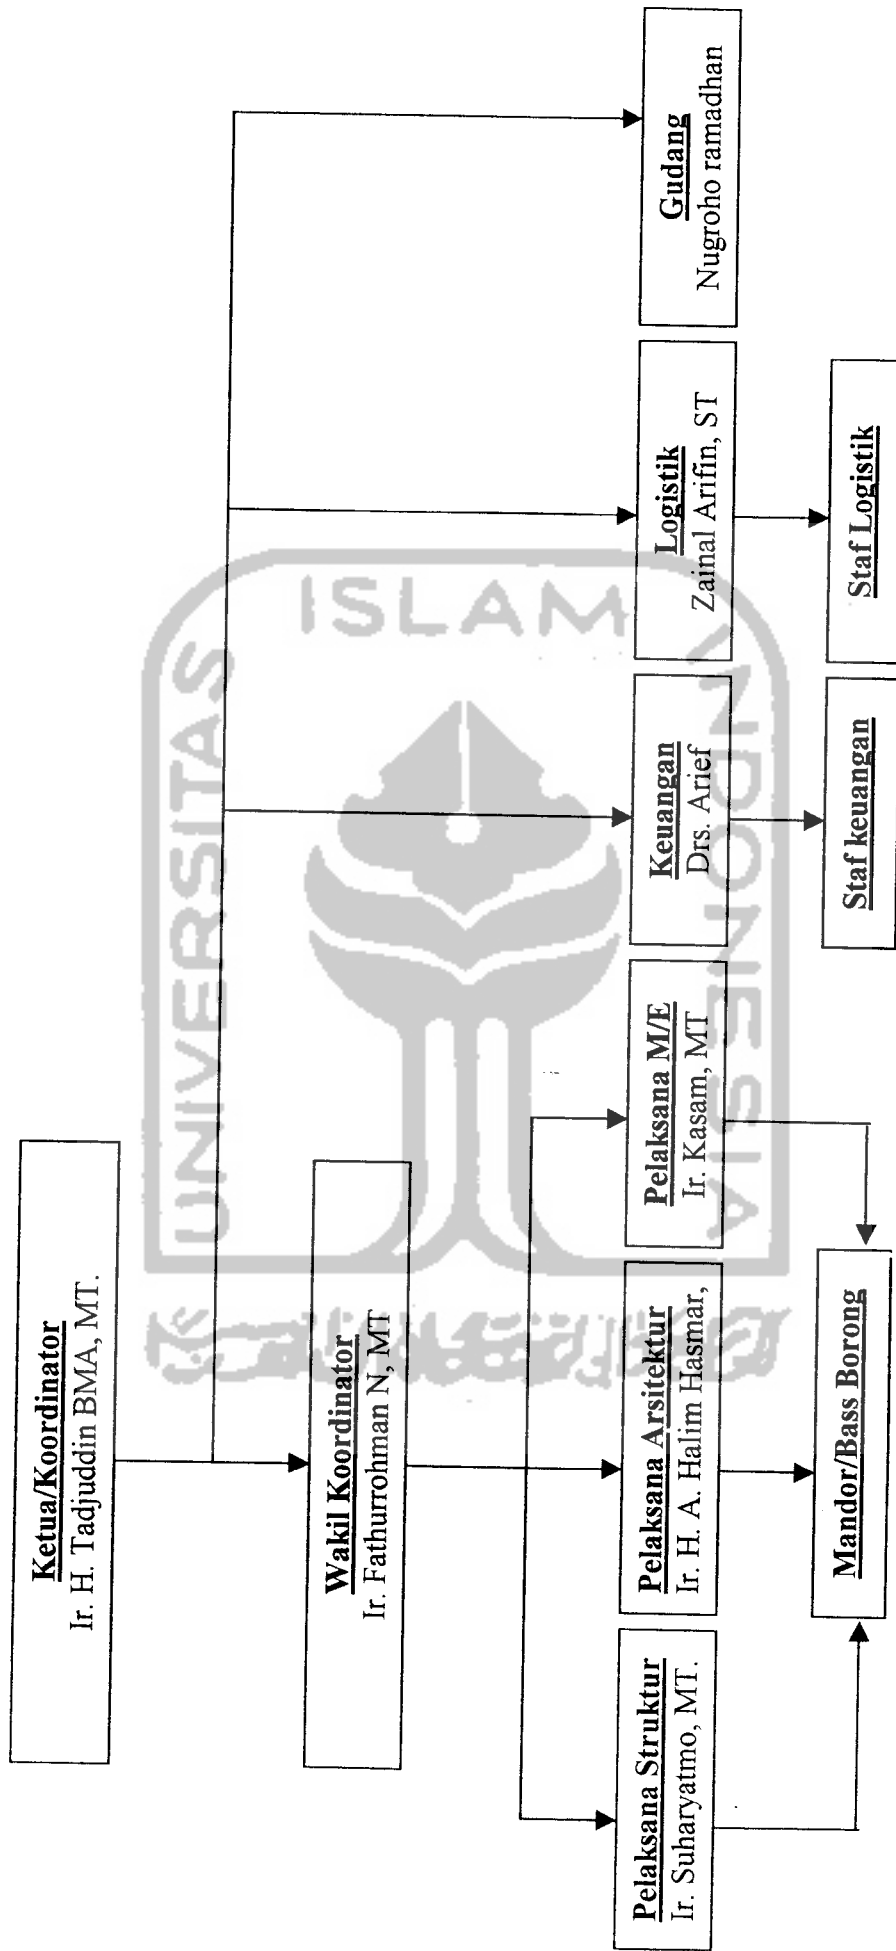 Ketua/Koordinator
Ir. H. Tadjuddin BMA, MT.
Wakil Koordinator
Ir. Fathurrohman N, MT
Pelaksana Struktur
Ir. Suharyatmo, MT.
Pelaksana Arsitektur
Ir. H. A. Halim Hasmar,
Pelaksana M/E
Ir. Kasam, MT
Keuangan
Drs. Arief
Logistik
Zainal Arifin, ST
Gudang
Nugroho ramadhan
Mandor/Bass Borong
Staf keuangan
Staf Logistik
UNIVERSITAS
ISLAM
INDONESIA